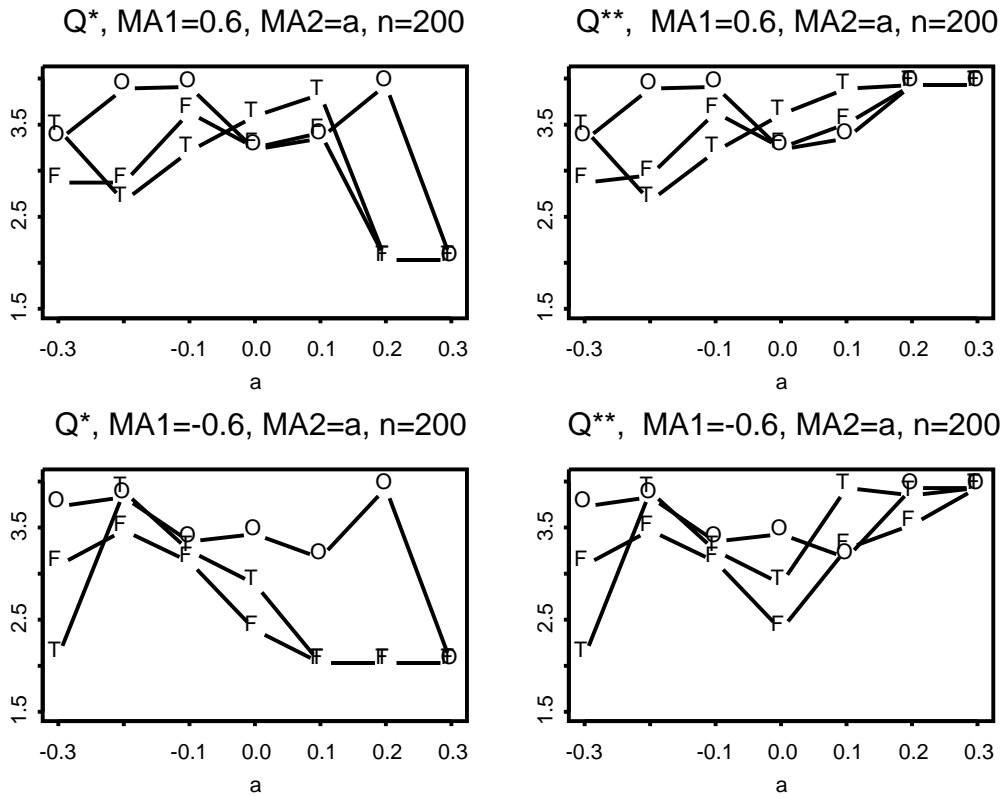 Q*, MA1=0.6, MA2=a, n=200
3.5
2.5
1.5
T O O T O
O F T F O T
F F T F O
T F F O
-0.3 -0.1 0.0 0.1 0.2 0.3
a
Q**, MA1=0.6, MA2=a, n=200
3.5
2.5
1.5
T O O T T T
O F T F F O O
F F T O O
T
-0.3 -0.1 0.0 0.1 0.2 0.3
a
Q*, MA1=-0.6, MA2=a, n=200
3.5
2.5
1.5
O T O O O
F O T T O
T F F F F F F
T T O
-0.3 -0.1 0.0 0.1 0.2 0.3
a
Q**, MA1=-0.6, MA2=a, n=200
3.5
2.5
1.5
O T O O T O T
F O T T F T O
T F F F O F
-0.3 -0.1 0.0 0.1 0.2 0.3
a